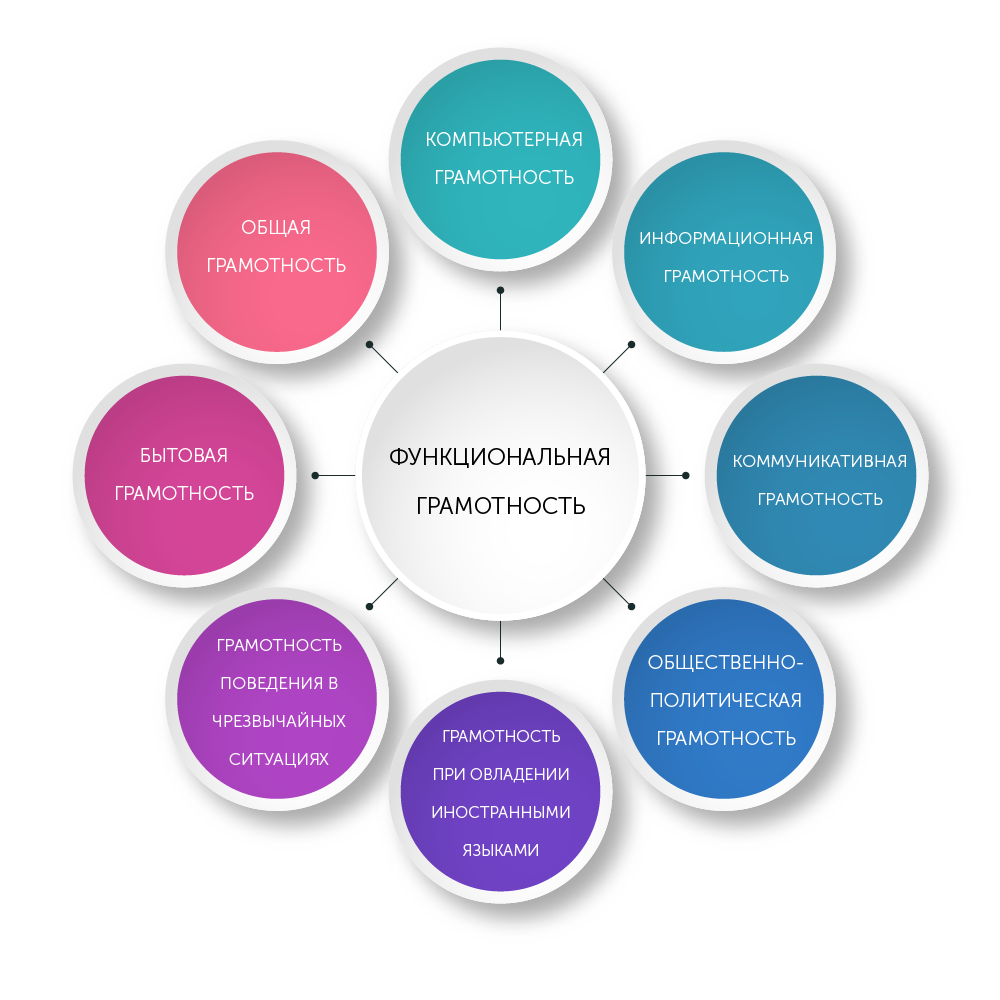 КОМПЬЮТЕРНАЯ
ГРАМОТНОСТЬ
ОБЩАЯ
ГРАМОТНОСТЬ
ИНФОРМАЦИОННАЯ
ГРАМОТНОСТЬ
БЫТОВАЯ
ГРАМОТНОСТЬ
ФУНКЦИОНАЛЬНАЯ
ГРАМОТНОСТЬ
КОММУНИКАТИВНАЯ
ГРАМОТНОСТЬ
ГРАМОТНОСТЬ
ПОВЕДЕНИЯ В
ЧРЕЗВЫЧАЙНЫХ
СИТУАЦИЯХ
ОБЩЕСТВЕННО-
ПОЛИТИЧЕСКАЯ
ГРАМОТНОСТЬ
ГРАМОТНОСТЬ
ПРИ ОВЛАДЕНИИ
ИНОСТРАННЫМИ
ЯЗЫКАМИ